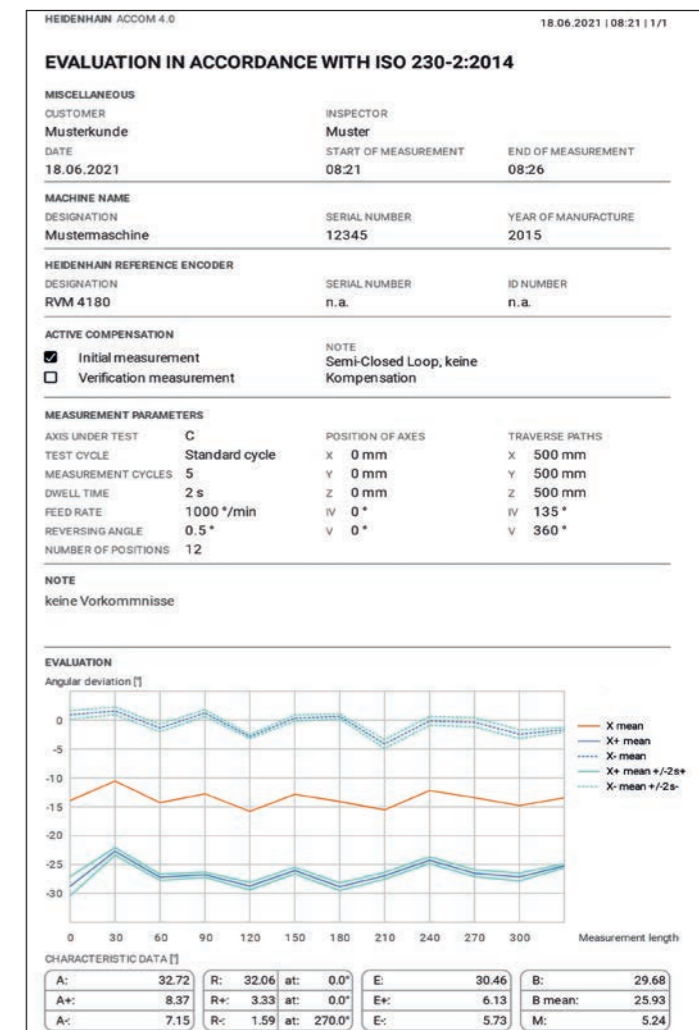 HEIDENHAIN ACCOM 4.0 18.06.2021 | 08:21 | 1/1
EVALUATION IN ACCORDANCE WITH ISO 230-2:2014
MISCELLANEOUS
CUSTOMER INSPECTOR
Musterkunde Muster
DATE START OF MEASUREMENT END OF MEASUREMENT
18.06.2021 08:21 08:26
MACHINE NAME
DESIGNATION SERIAL NUMBER YEAR OF MANUFACTURE
Mustermaschine 12345 2015
HEIDENHAIN REFERENCE ENCODER
DESIGNATION SERIAL NUMBER ID NUMBER
RVM 4180 n.a. n.a.
ACTIVE COMPENSATION
NOTE
Initial measurement Semi-Closed Loop, keine
Verification measurement Kompensation
MEASUREMENT PARAMETERS
AXIS UNDER TEST C POSITION OF AXES TRAVERSE PATHS
TEST CYCLE Standard cycle X 0 mm X 500 mm
MEASUREMENT CYCLES 5 Y 0 mm Y 500 mm
DWELL TIME 2 s Z 0 mm Z 500 mm
FEED RATE 1000 °/min IV 0 ° IV 135 °
REVERSING ANGLE 0.5 ° V 0 ° V 360 °
NUMBER OF POSITIONS 12
NOTE
keine Vorkommnisse
EVALUATION
Angular deviation ["]
0
-5
-10
-15
-20
-25
-30
X mean
X+ mean
X- mean
X+ mean +/-2s+
X- mean +/-2s-
0 30 60 90 120 150 180 210 240 270 300 Measurement length
CHARACTERISTIC DATA ["]
A: 32.72 R: 32.06 at: 0.0° E: 30.46 B: 29.68
A+: 8.37 R+: 3.33 at: 0.0° E+: 6.13 B mean: 25.93
A-: 7.15 R-: 1.59 at: 270.0° E-: 5.73 M: 5.24